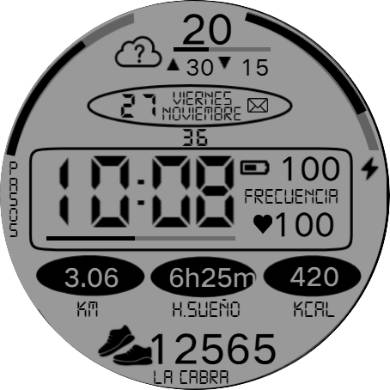 20
? ▲30 ▼ 15
27 VIERNES
NOVIEMBRE
36
PASOS
10:08
100
FRECUENCIA
♥100
3.06 6h25m 420
KM H.SUEÑO KCAL
12565
LA CABRA